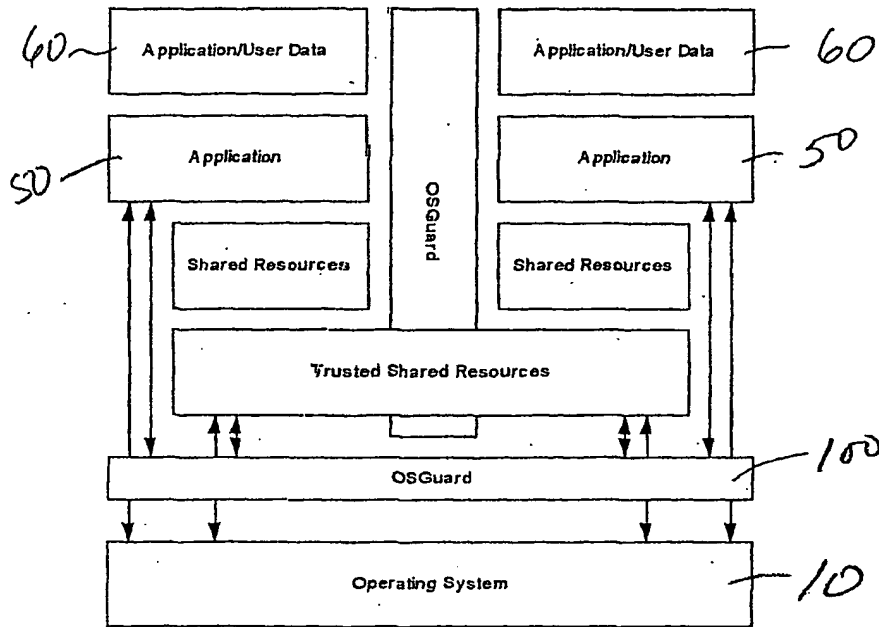 60 Application/User Data Application/User Data 60
50 Application Application 50
OSGuard
Shared Resources Shared Resources
Trusted Shared Resources
OSGuard 100
Operating System 10